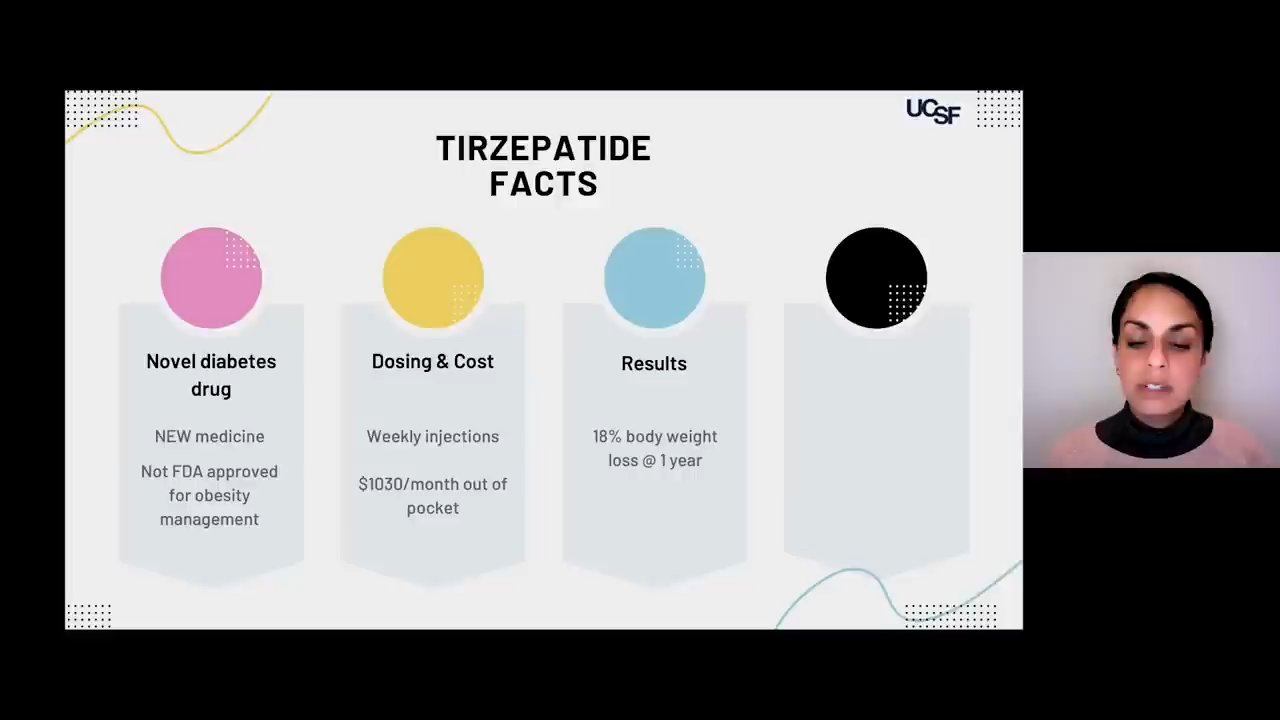 UCSF
TIRZEPATIDE
FACTS
Novel diabetes
drug
NEW medicine
Not FDA approved
for obesity
management
Dosing & Cost
Weekly injections
$1030/month out of
pocket
Results
18% body weight
loss @ 1 year